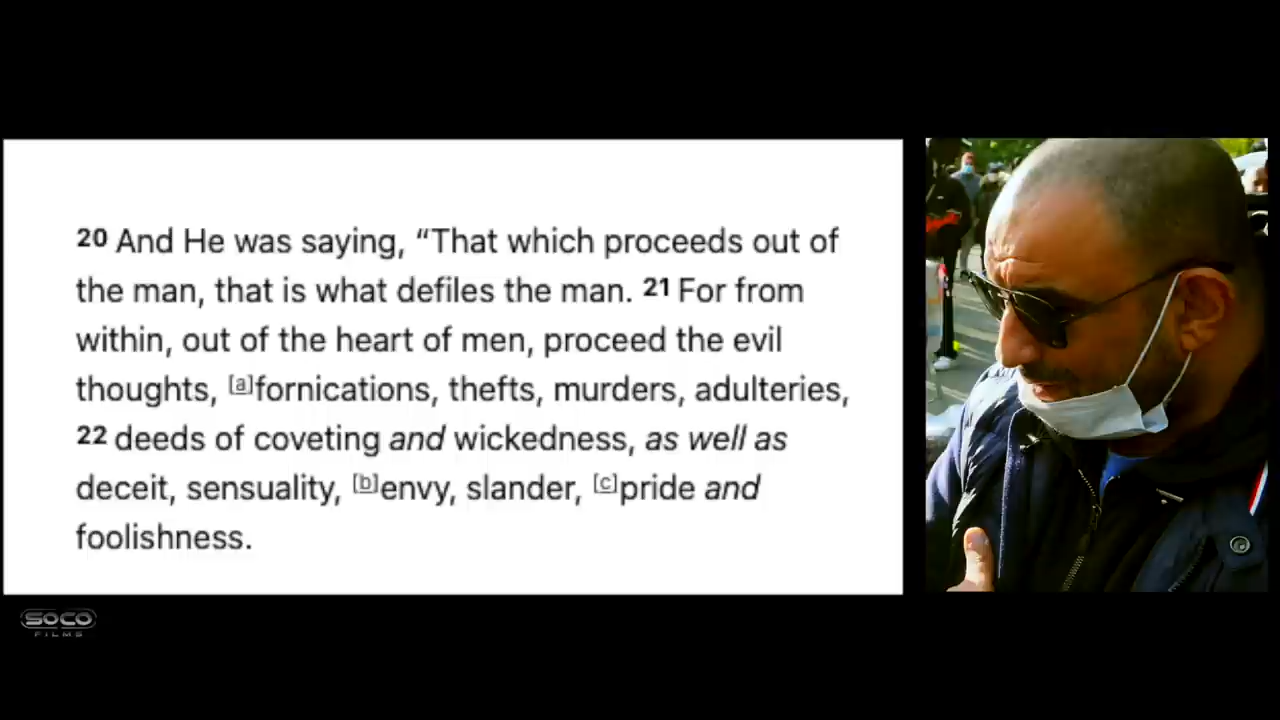 20 And He was saying, “That which proceeds out of
the man, that is what defiles the man. 21 For from
within, out of the heart of men, proceed the evil
thoughts, [a]fornications, thefts, murders, adulteries,
22 deeds of coveting and wickedness, as well as
deceit, sensuality, [b]envy, slander, [c]pride and
foolishness.
SOCO
FILMS